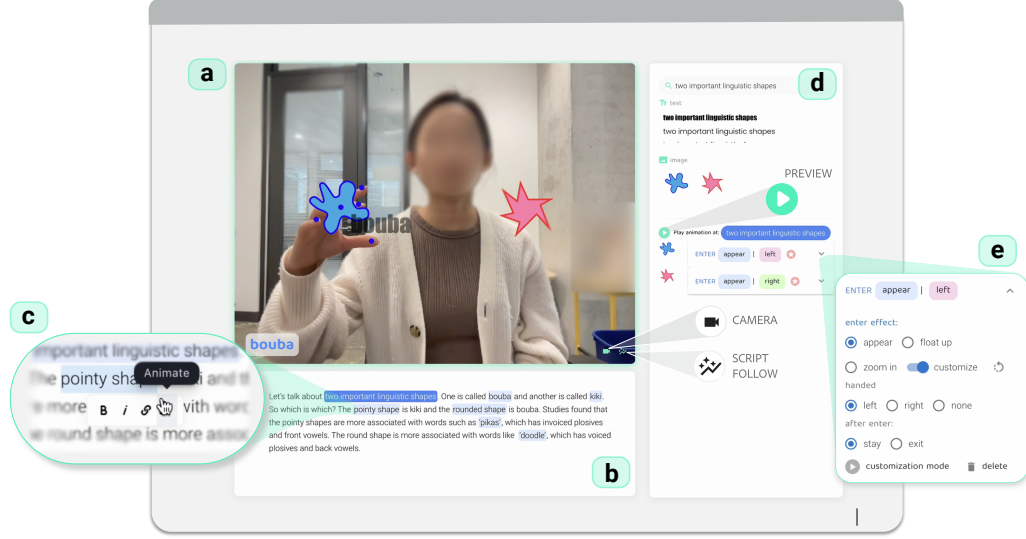 a
bouba
bouba
Let's talk about two important linguistic shapes. One is called bouba and another is called kiki.
So which is which? The pointy shape is kiki and the rounded shape is bouba. Studies found that
the pointy shapes are more associated with words such as 'pikas', which has invoiced plosives
and front vowels. The round shape is more associated with words like 'doodle', which has voiced
plosives and back vowels.
b
c
important linguistic shapes
The pointy sha ki and th
more with word
e round shape is more assoc
Animate
B i
d
two important linguistic shapes
Tr text
two important linguistic shapes
two important linguistic shapes
image
PREVIEW
Play animation at: two important linguistic shapes
ENTER appear | left
ENTER appear | right
CAMERA
SCRIPT
FOLLOW
e
ENTER appear | left
enter effect:
appear float up
zoom in customize
handed
left right none
after enter:
stay exit
customization mode delete